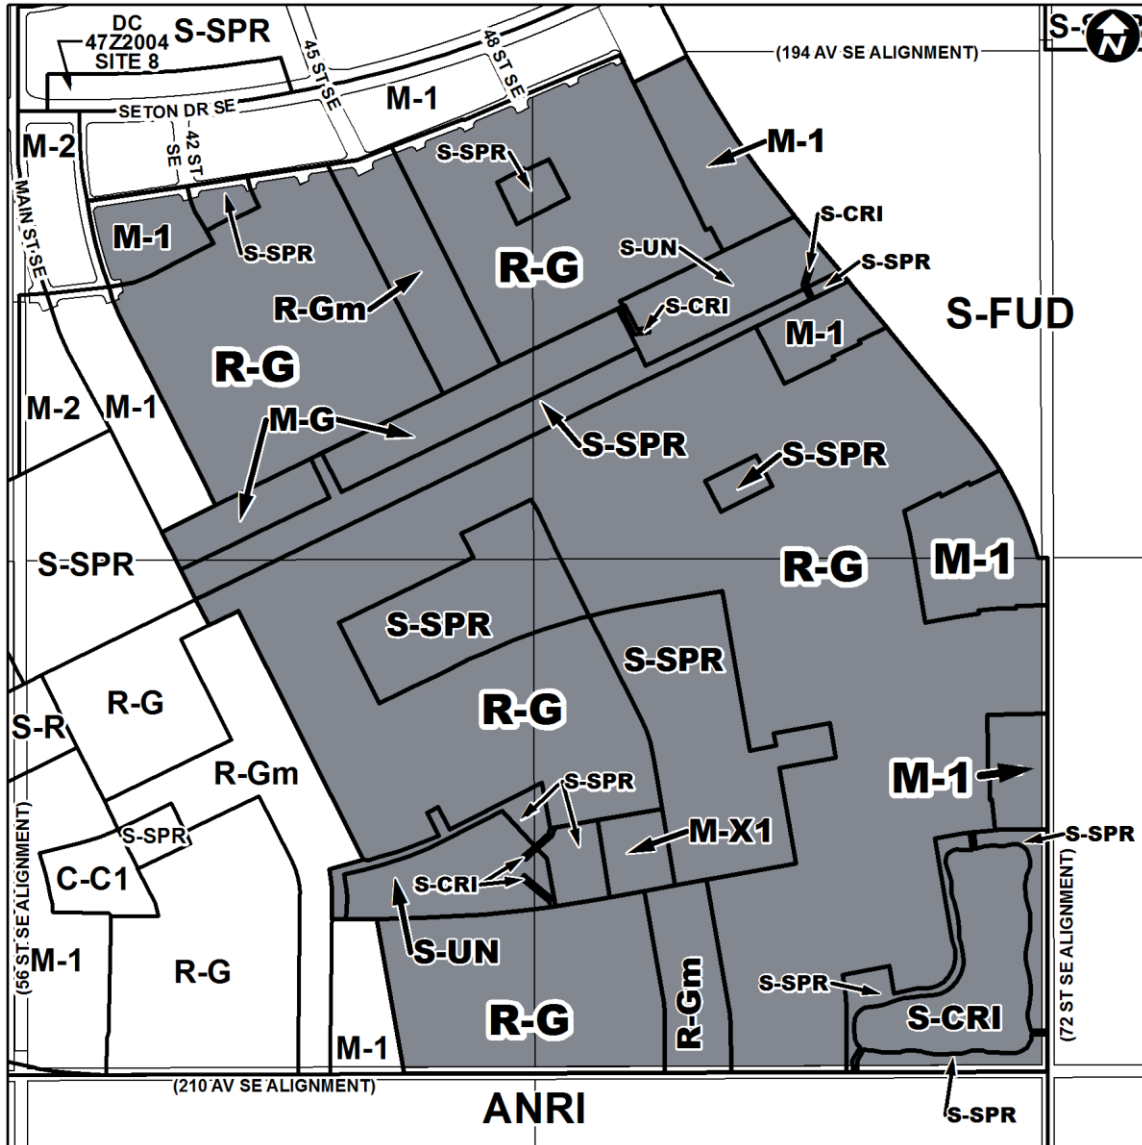 DC
47Z2004
SITE 8
S-SPR
45 ST SE
48 ST SE
(194 AV SE ALIGNMENT)
N
SETON DR SE
M-1
M-2
42 ST
SE
MAIN ST SE
S-SPR
M-1
M-1
S-SPR
S-CRI
S-UN
S-SPR
R-G
R-Gm
S-CRI
S-FUD
M-1
R-G
M-2
M-1
M-G
S-SPR
S-SPR
S-SPR
R-G
M-1
S-SPR
S-SPR
R-G
R-G
S-R
R-Gm
M-1
S-SPR
M-X1
S-SPR
S-SPR
C-C1
S-CRI
(56 ST SE ALIGNMENT)
(72 ST SE ALIGNMENT)
M-1
R-G
S-UN
R-Gm
S-SPR
R-G
S-CRI
M-1
(210 AV SE ALIGNMENT)
ANRI
S-SPR